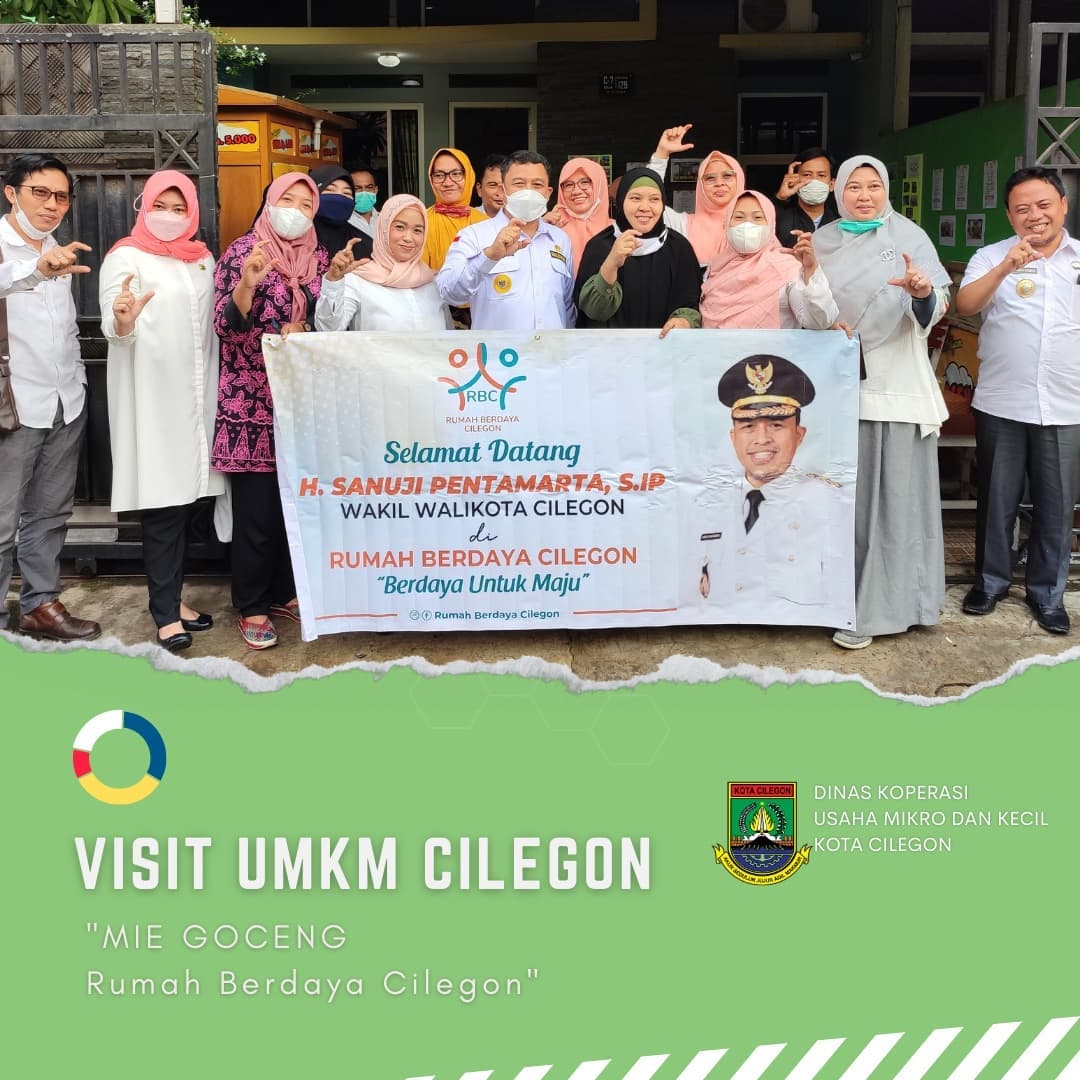 5.000
RBC
RUMAH BERDAYA
CILEGON
Selamat Datang
H. SANUJI PENTAMARTA, S.IP
WAKIL WALIKOTA CILEGON
di
RUMAH BERDAYA CILEGON
"Berdaya Untuk Maju"
Rumah Berdaya Cilegon
VISIT UMKM CILEGON
"MIE GOCENG
Rumah Berdaya Cilegon"
KOTA CILEGON
DINAS KOPERASI
USAHA MIKRO DAN KECIL
KOTA CILEGON